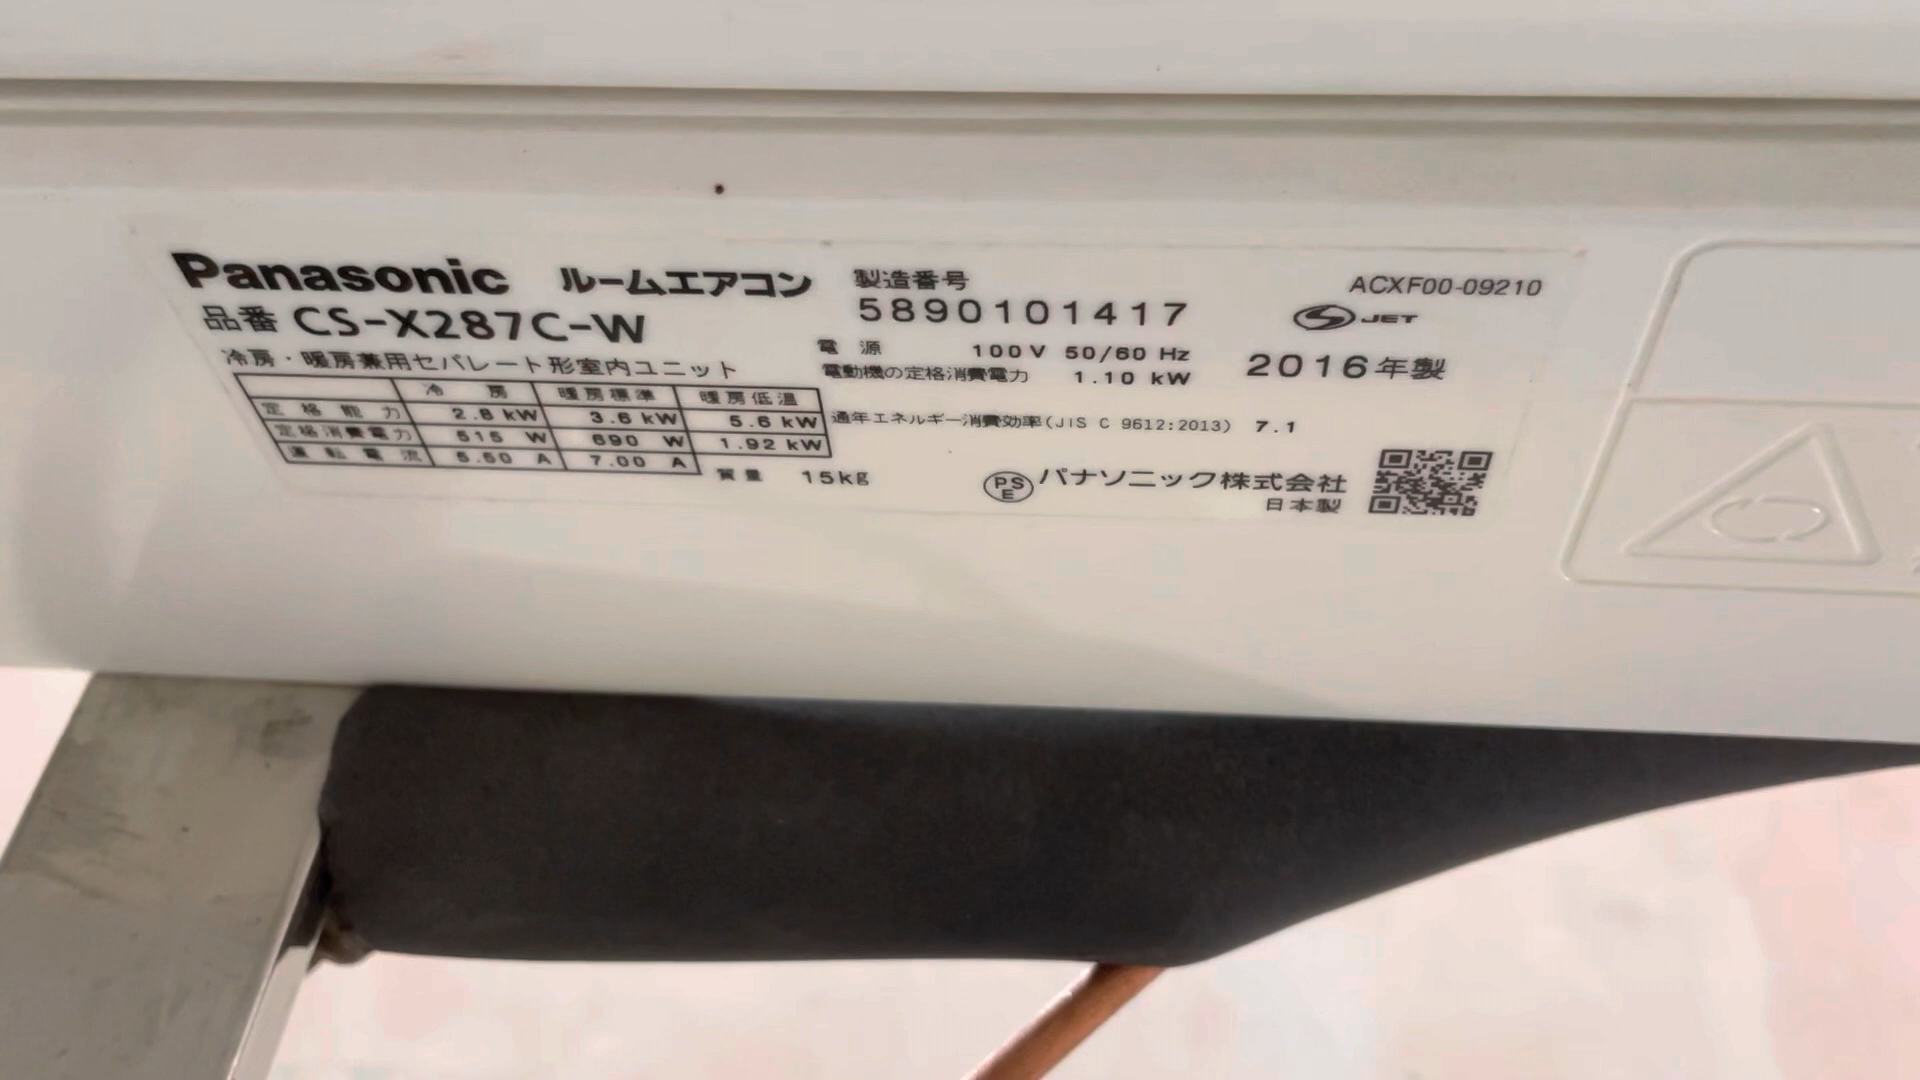 Panasonic ルームエアコン
品番 CS-X287C-W
冷房・暖房兼用セパレート形室内ユニット
冷 房 暖房標準 暖房低温
定格能力 2.8 kW 3.6 kW 5.6 kW
定格消費電力 515 W 690 W 1.92 kW
運転電流 5.50 A 7.00 A
質量 15kg
製造番号
5890101417
電源 100V 50/60 Hz
電動機の定格消費電力 1.10 kW
通年エネルギー消費効率(JIS C 9612:2013) 7.1
ACXF00-09210
JET
2016年製
PSE パナソニック株式会社
日本製